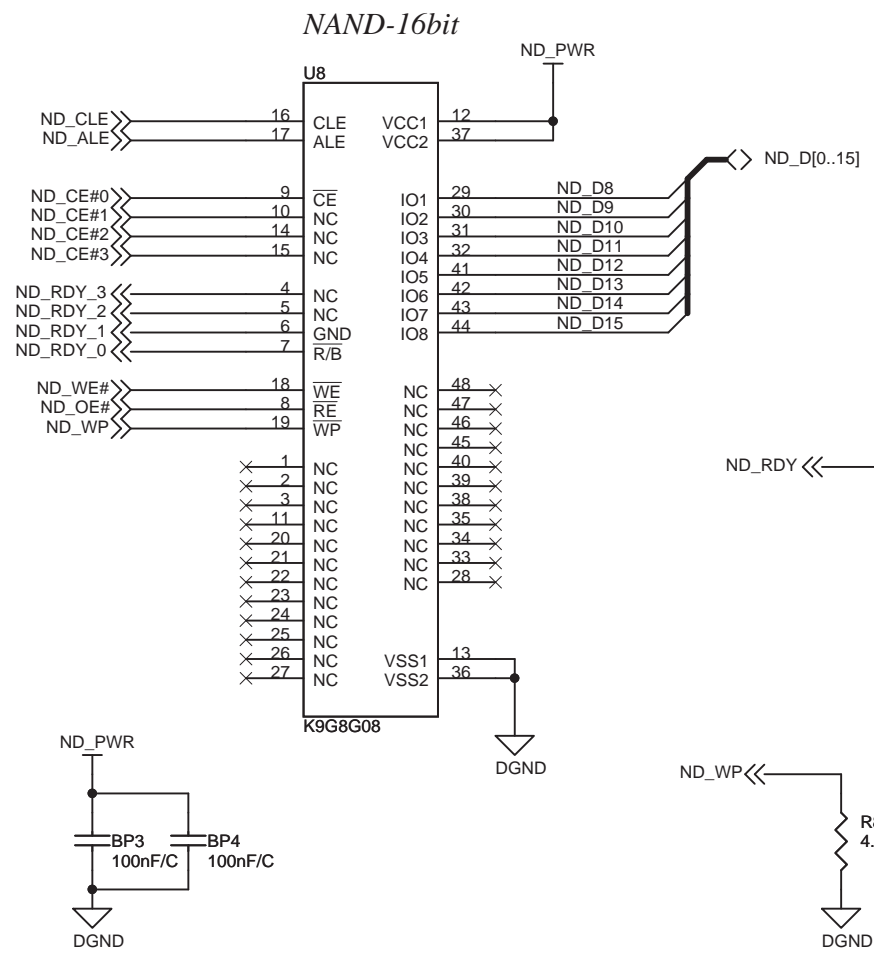 NAND-16bit
ND_PWR
U8
ND_CLE 16 CLE VCC1 12
ND_ALE 17 ALE VCC2 37
ND_D[0..15]
ND_CE#0 9 CE IO1 29 ND_D8
ND_CE#1 10 NC IO2 30 ND_D9
ND_CE#2 14 NC IO3 31 ND_D10
ND_CE#3 15 NC IO4 32 ND_D11
IO5 41 ND_D12
ND_RDY_3 4 NC IO6 42 ND_D13
ND_RDY_2 5 NC IO7 43 ND_D14
ND_RDY_1 6 GND IO8 44 ND_D15
ND_RDY_0 7 R/B
ND_WE# 18 WE NC 48
ND_OE# 8 RE NC 47
ND_WP 19 WP NC 46
NC 45
1 NC NC 40
ND_RDY
2 NC NC 39
3 NC NC 38
11 NC NC 35
20 NC NC 34
21 NC NC 33
22 NC NC 28
23 NC
24 NC
25 NC
26 NC VSS1 13
27 NC VSS2 36
K9G8G08
DGND
ND_PWR
BP3
100nF/C
BP4
100nF/C
DGND
ND_WP
DGND